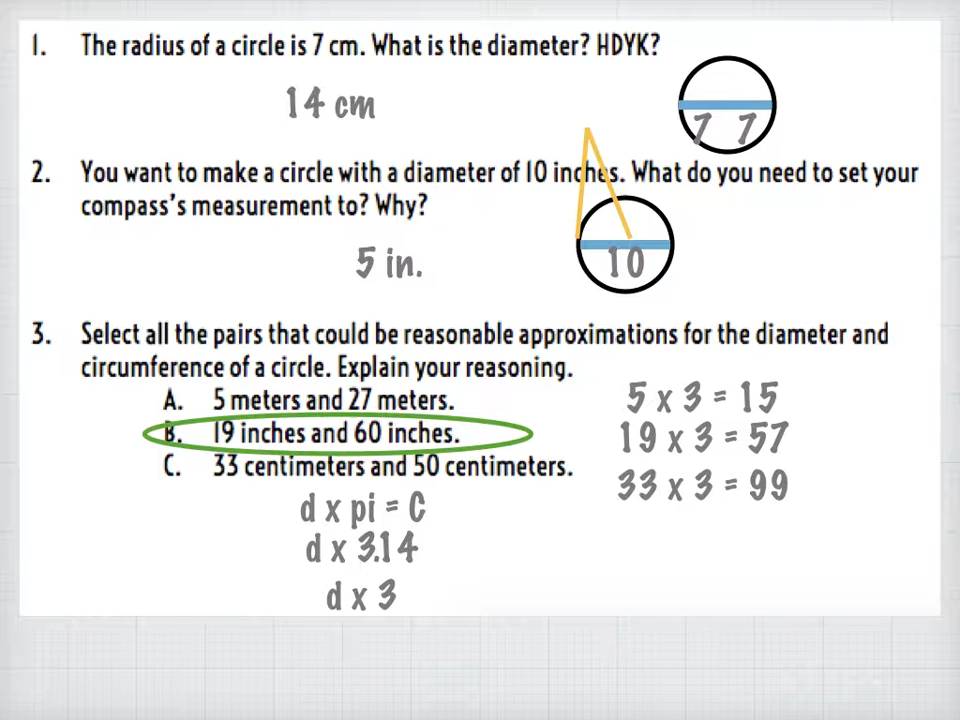 1. The radius of a circle is 7 cm. What is the diameter? HDYK?
14 cm
7 7
2. You want to make a circle with a diameter of 10 inches. What do you need to set your
compass's measurement to? Why?
5 in.
10
3. Select all the pairs that could be reasonable approximations for the diameter and
circumference of a circle. Explain your reasoning.
A. 5 meters and 27 meters.
5 x 3 = 15
B. 19 inches and 60 inches.
19 x 3 = 57
C. 33 centimeters and 50 centimeters.
33 x 3 = 99
d x pi = C
d x 3.14
d x 3